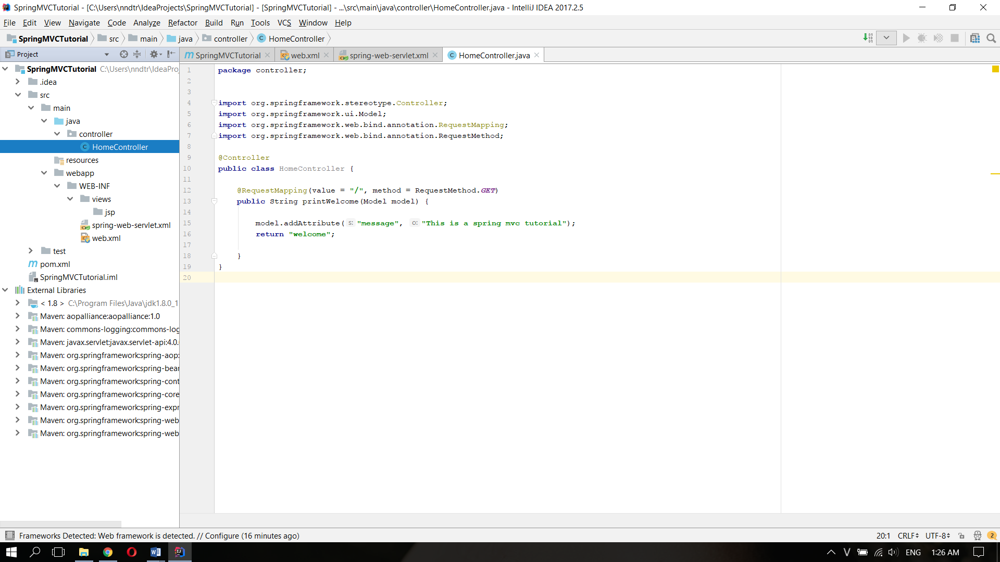 SpringMVCTutorial - [C:\Users\nndtr\IdeaProjects\SpringMVCTutorial] - [SpringMVCTutorial] - ...\src\main\java\controller\HomeController.java - IntelliJ IDEA 2017.2.5
File Edit View Navigate Code Analyze Refactor Build Run Tools VCS Window Help
SpringMVCTutorial src main java controller HomeController
Project
SpringMVCTutorial web.xml spring-web-servlet.xml HomeController.java
SpringMVCTutorial C:\Users\nndtr\IdeaPro
.idea
src
main
java
controller
HomeController
resources
webapp
WEB-INF
views
jsp
spring-web-servlet.xml
web.xml
test
pom.xml
SpringMVCTutorial.iml
External Libraries
< 1.8 > C:\Program Files\Java\jdk1.8.0_1
Maven: aopalliance:aopalliance:1.0
Maven: commons-logging:commons-log
Maven: javax.servlet:javax.servlet-api:4.0.
Maven: org.springframework:spring-aop:
Maven: org.springframework:spring-bear
Maven: org.springframework:spring-cont
Maven: org.springframework:spring-core
Maven: org.springframework:spring-expr
Maven: org.springframework:spring-web
Maven: org.springframework:spring-web
1 package controller;
2
3
4 import org.springframework.stereotype.Controller;
5 import org.springframework.ui.Model;
6 import org.springframework.web.bind.annotation.RequestMapping;
7 import org.springframework.web.bind.annotation.RequestMethod;
8
9 @Controller
10 public class HomeController {
11
12 @RequestMapping(value = "/", method = RequestMethod.GET)
13 public String printWelcome(Model model) {
14
15 model.addAttribute( s: "message", o: "This is a spring mvc tutorial");
16 return "welcome";
17
18 }
19 }
20
Frameworks Detected: Web framework is detected. // Configure (16 minutes ago)
20:1 CRLF UTF-8 2
ENG 1:26 AM